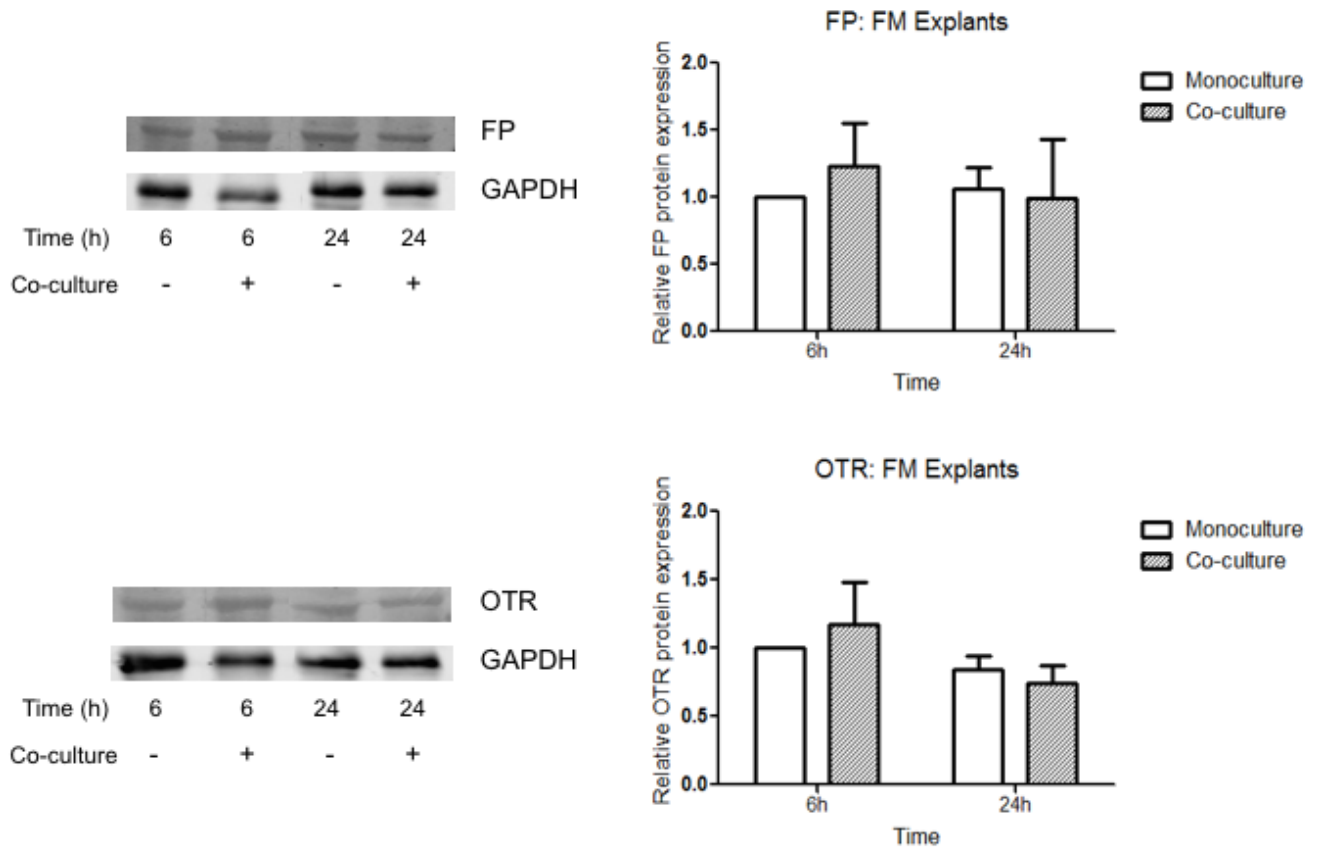 FP
GAPDH
Time (h) 6 6 24 24
Co-culture - + - +
FP: FM Explants
Relative FP protein expression
2.0
1.5
1.0
0.5
0.0
6h 24h
Time
Monoculture
Co-culture
OTR
GAPDH
Time (h) 6 6 24 24
Co-culture - + - +
OTR: FM Explants
Relative OTR protein expression
2.0
1.5
1.0
0.5
0.0
6h 24h
Time
Monoculture
Co-culture